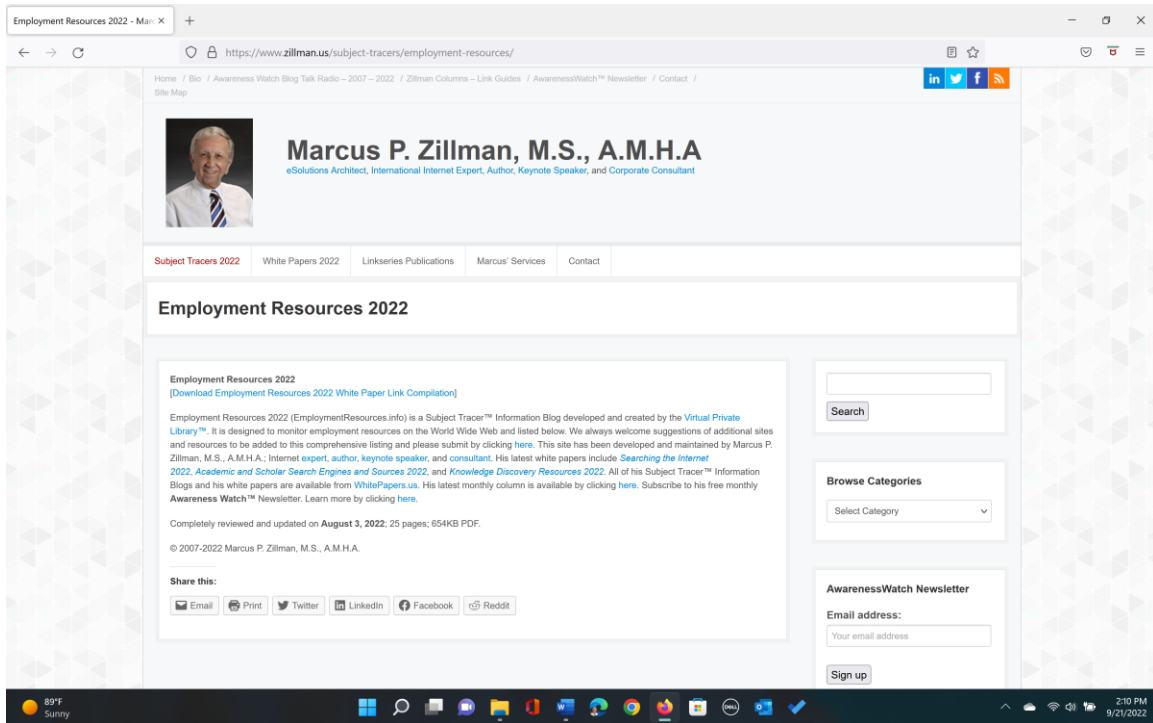 Employment Resources 2022 - Marc
https://www.zillman.us/subject-tracers/employment-resources/
Home / Bio / Awareness Watch Blog Talk Radio – 2007 – 2022 / Zillman Columns – Link Guides / AwarenessWatch™ Newsletter / Contact /
Site Map
Marcus P. Zillman, M.S., A.M.H.A
eSolutions Architect, International Internet Expert, Author, Keynote Speaker, and Corporate Consultant
Subject Tracers 2022 White Papers 2022 Linkseries Publications Marcus' Services Contact
Employment Resources 2022
Employment Resources 2022
[Download Employment Resources 2022 White Paper Link Compilation]
Employment Resources 2022 (EmploymentResources.info) is a Subject Tracer™ Information Blog developed and created by the Virtual Private
Library™. It is designed to monitor employment resources on the World Wide Web and listed below. We always welcome suggestions of additional sites
and resources to be added to this comprehensive listing and please submit by clicking here. This site has been developed and maintained by Marcus P.
Zillman, M.S., A.M.H.A.; Internet expert, author, keynote speaker, and consultant. His latest white papers include Searching the Internet
2022, Academic and Scholar Search Engines and Sources 2022, and Knowledge Discovery Resources 2022. All of his Subject Tracer™ Information
Blogs and his white papers are available from WhitePapers.us. His latest monthly column is available by clicking here. Subscribe to his free monthly
Awareness Watch™ Newsletter. Learn more by clicking here.
Completely reviewed and updated on August 3, 2022; 25 pages; 654KB PDF.
© 2007-2022 Marcus P. Zillman, M.S., A.M.H.A.
Share this:
Email Print Twitter LinkedIn Facebook Reddit
Search
Browse Categories
Select Category
AwarenessWatch Newsletter
Email address:
Your email address
Sign up
89°F
Sunny
DELL
2:10 PM
9/21/2022